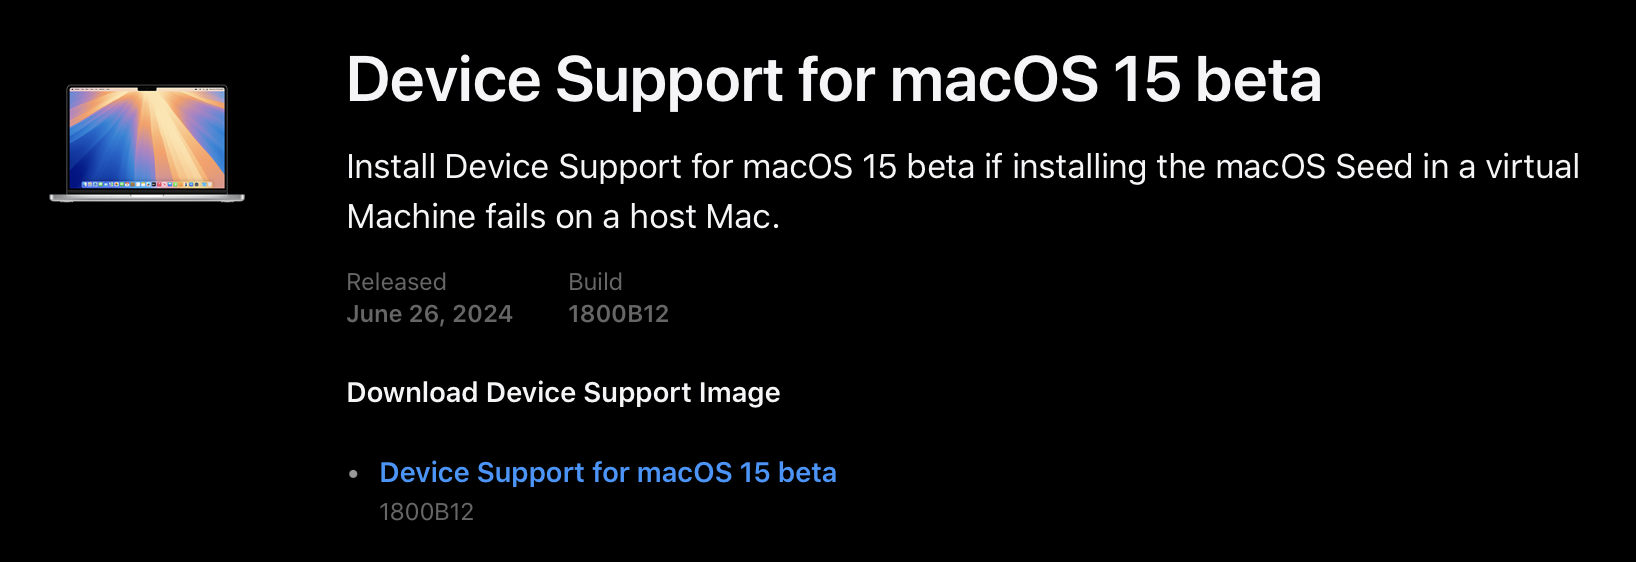 Device Support for macOS 15 beta
Install Device Support for macOS 15 beta if installing the macOS Seed in a virtual
Machine fails on a host Mac.
Released Build
June 26, 2024 1800B12
Download Device Support Image
• Device Support for macOS 15 beta
1800B12